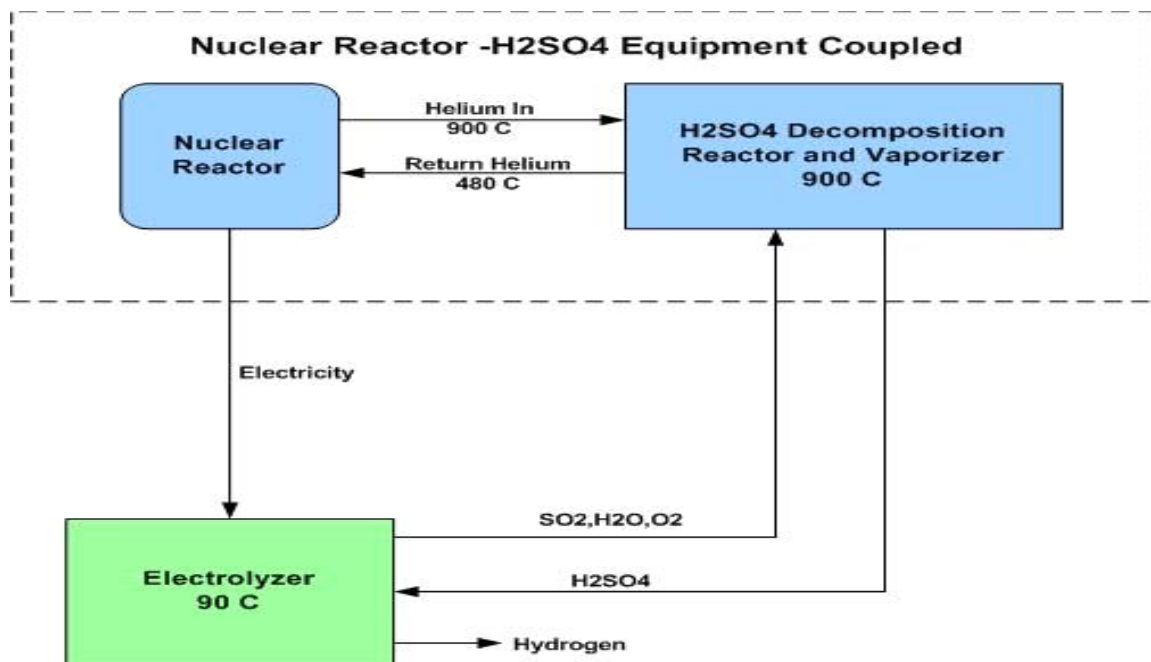 Nuclear Reactor -H2SO4 Equipment Coupled
Nuclear
Reactor
Helium In
900 C
Return Helium
480 C
H2SO4 Decomposition
Reactor and Vaporizer
900 C
Electricity
SO2,H2O,O2
H2SO4
Electrolyzer
90 C
Hydrogen